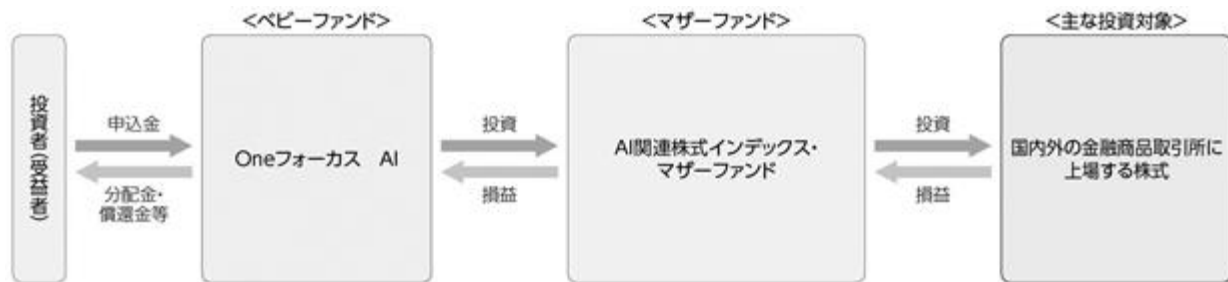 <ベビーファンド>
<マザーファンド>
<主な投資対象>
投資者(受益者)
申込金
分配金・
償還金等
Oneフォーカス AI
投資
損益
AI関連株式インデックス・
マザーファンド
投資
損益
国内外の金融商品取引所に
上場する株式